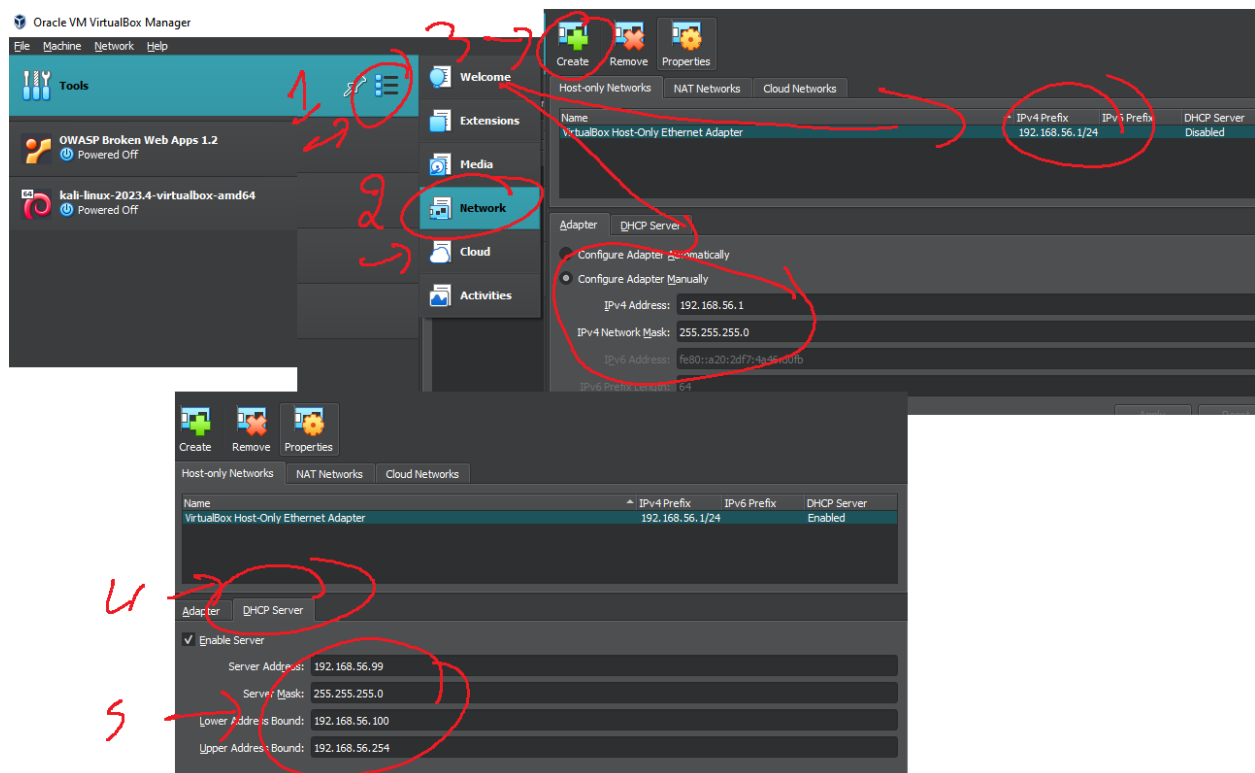 Oracle VM VirtualBox Manager
File Machine Network Help
Tools
1
OWASP Broken Web Apps 1.2
Powered Off
64
kali-linux-2023.4-virtualbox-amd64
Powered Off
2
3
Welcome
Extensions
Media
Network
Cloud
Activities
Create Remove Properties
Host-only Networks NAT Networks Cloud Networks
Name IPv4 Prefix IPv6 Prefix DHCP Server
VirtualBox Host-Only Ethernet Adapter 192.168.56.1/24 Disabled
Adapter DHCP Server
Configure Adapter Automatically
Configure Adapter Manually
IPv4 Address: 192.168.56.1
IPv4 Network Mask: 255.255.255.0
IPv6 Address:
IPv6 Prefix Length: 64
Create Remove Properties
Host-only Networks NAT Networks Cloud Networks
Name IPv4 Prefix IPv6 Prefix DHCP Server
VirtualBox Host-Only Ethernet Adapter 192.168.56.1/24 Enabled
4
Adapter DHCP Server
Enable Server
Server Address: 192.168.56.99
Server Mask: 255.255.255.0
5
Lower Address Bound: 192.168.56.100
Upper Address Bound: 192.168.56.254